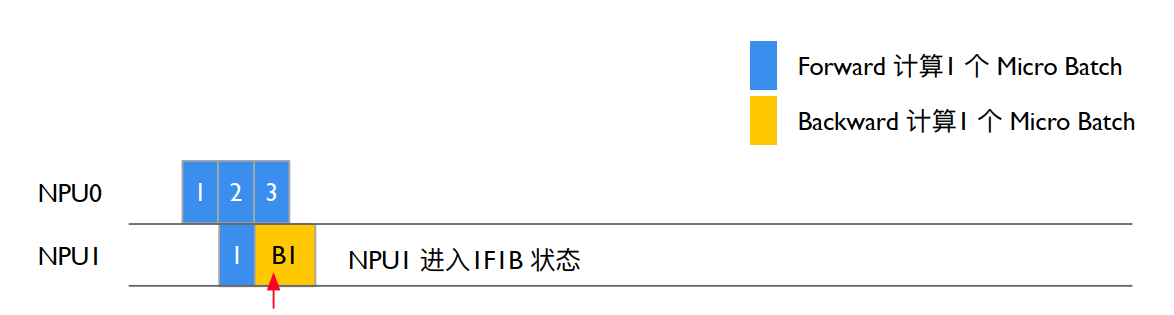 Forward 计算1 个 Micro Batch
Backward 计算1 个 Micro Batch
NPU0 1 2 3
NPU1 1 B1 NPU1 进入1F1B 状态